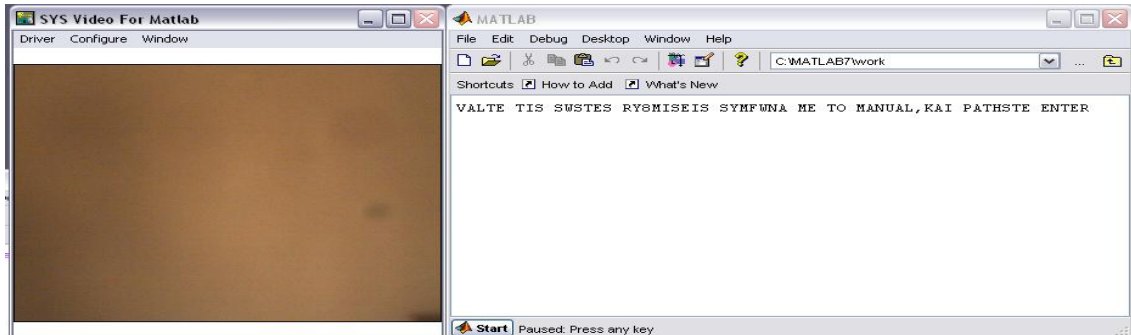 SYS Video For Matlab
Driver Configure Window
MATLAB
File Edit Debug Desktop Window Help
C:\MATLAB7\work
...
Shortcuts How to Add What's New
VALTE TIS SWSTES RY8MISEIS SYMFWNA ME TO MANUAL,KAI PATHSTE ENTER
Start Paused: Press any key